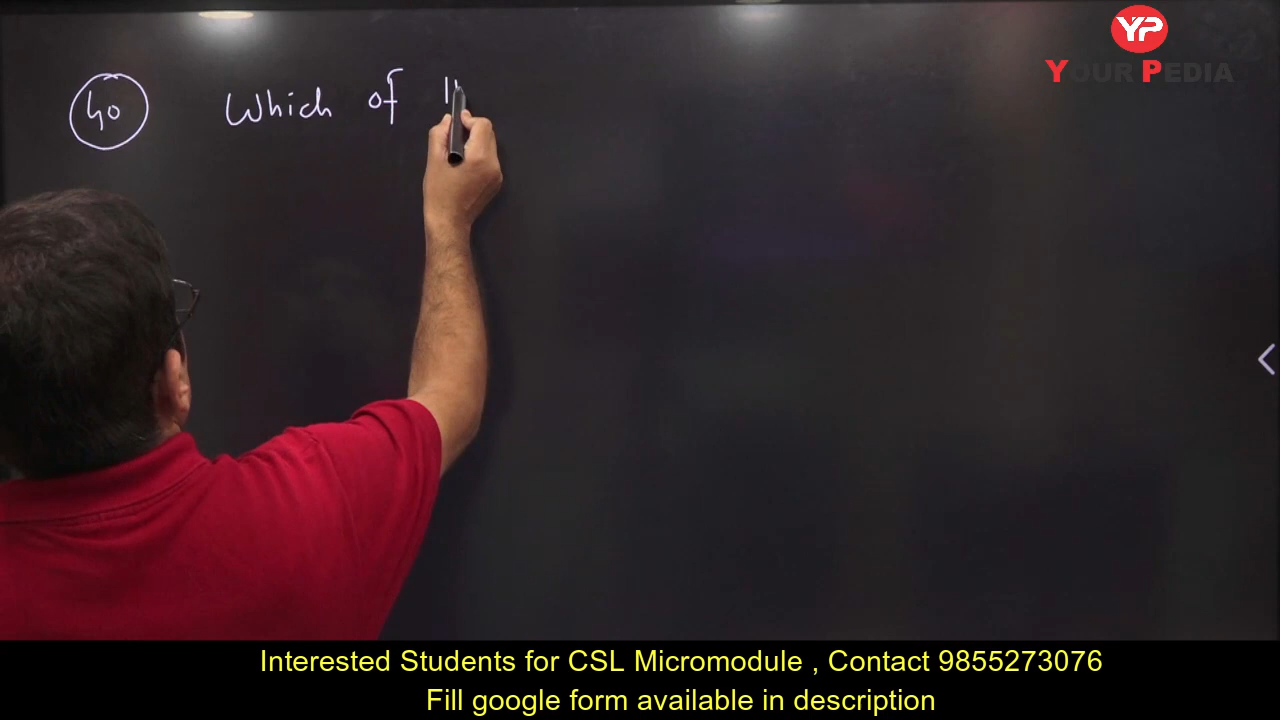 YP
YOUR PEDIA
40 Which of
Interested Students for CSL Micromodule , Contact 9855273076
Fill google form available in description